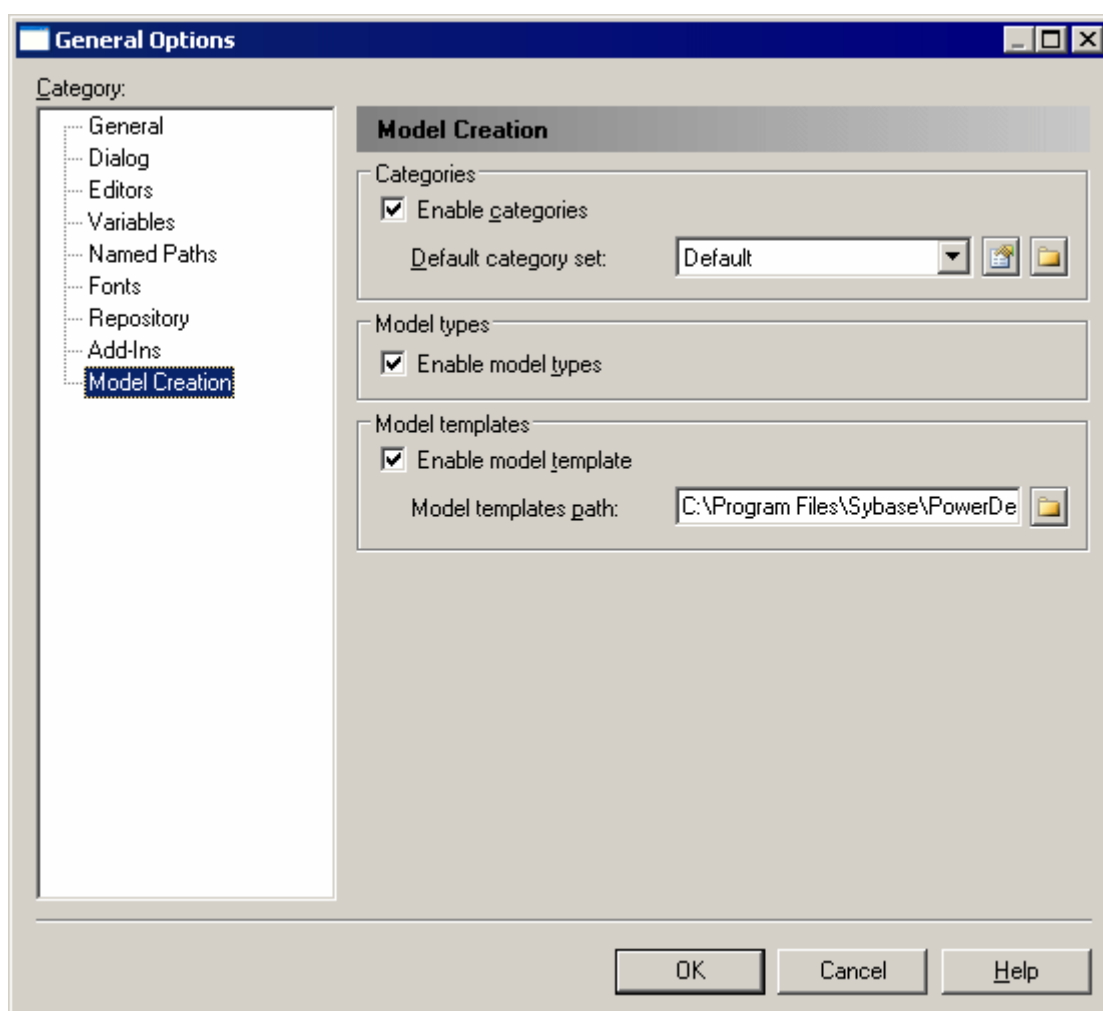 General Options
Category:
General
Dialog
Editors
Variables
Named Paths
Fonts
Repository
Add-Ins
Model Creation
Model Creation
Categories
Enable categories
Default category set: Default
Model types
Enable model types
Model templates
Enable model template
Model templates path: C:\Program Files\Sybase\PowerDe
OK Cancel Help